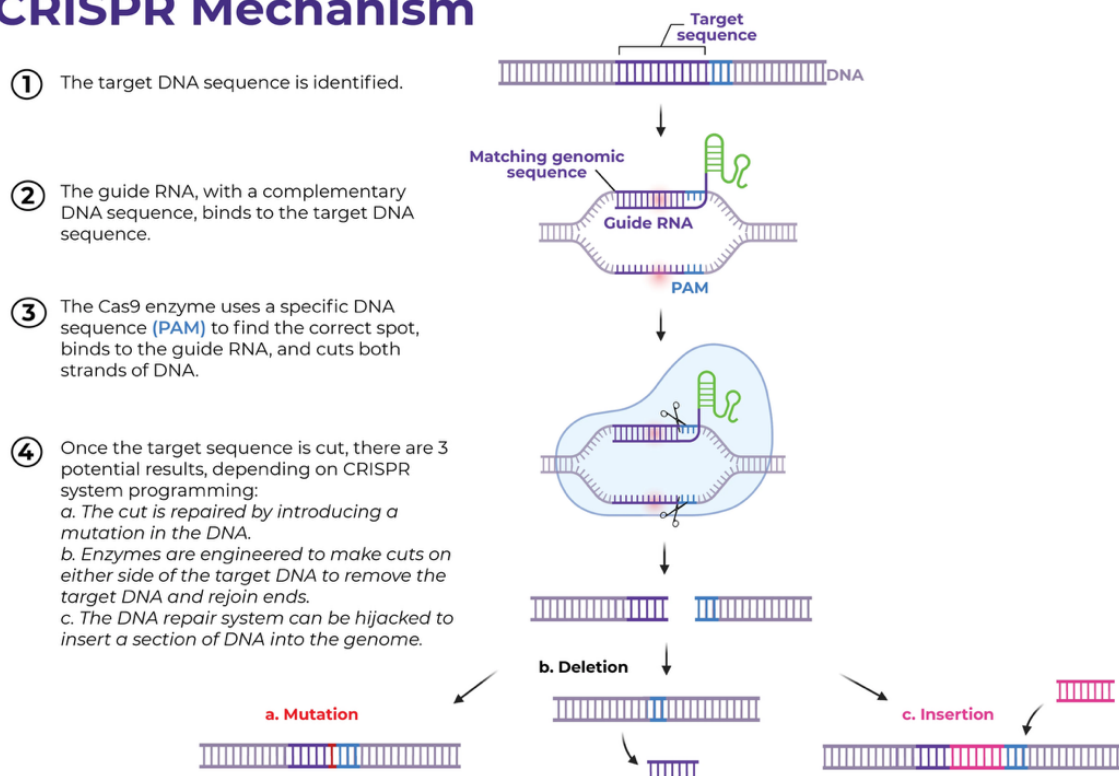 CRISPR Mechanism
1 The target DNA sequence is identified.
2 The guide RNA, with a complementary
DNA sequence, binds to the target DNA
sequence.
3 The Cas9 enzyme uses a specific DNA
sequence (PAM) to find the correct spot,
binds to the guide RNA, and cuts both
strands of DNA.
4 Once the target sequence is cut, there are 3
potential results, depending on CRISPR
system programming:
a. The cut is repaired by introducing a
mutation in the DNA.
b. Enzymes are engineered to make cuts on
either side of the target DNA to remove the
target DNA and rejoin ends.
c. The DNA repair system can be hijacked to
insert a section of DNA into the genome.
Target
sequence
DNA
Matching genomic
sequence
Guide RNA
PAM
b. Deletion
a. Mutation
c. Insertion